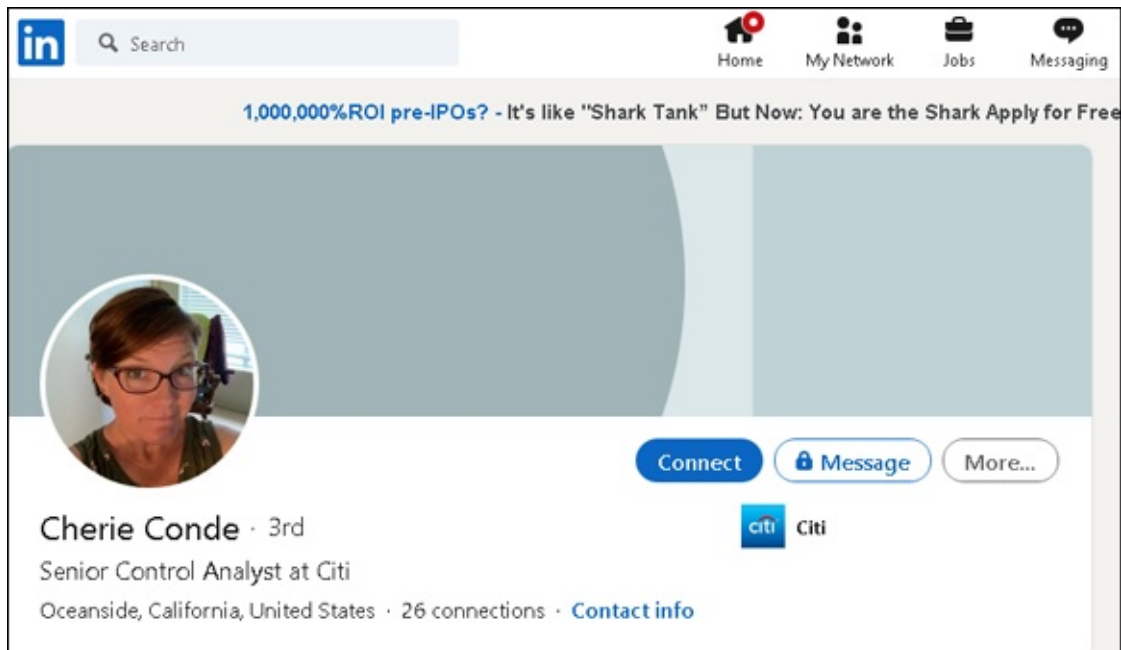 in Search
Home My Network Jobs Messaging
1,000,000%ROI pre-IPOs? - It's like "Shark Tank” But Now: You are the Shark Apply for Free
Connect Message More...
Cherie Conde · 3rd
citi Citi
Senior Control Analyst at Citi
Oceanside, California, United States · 26 connections · Contact info